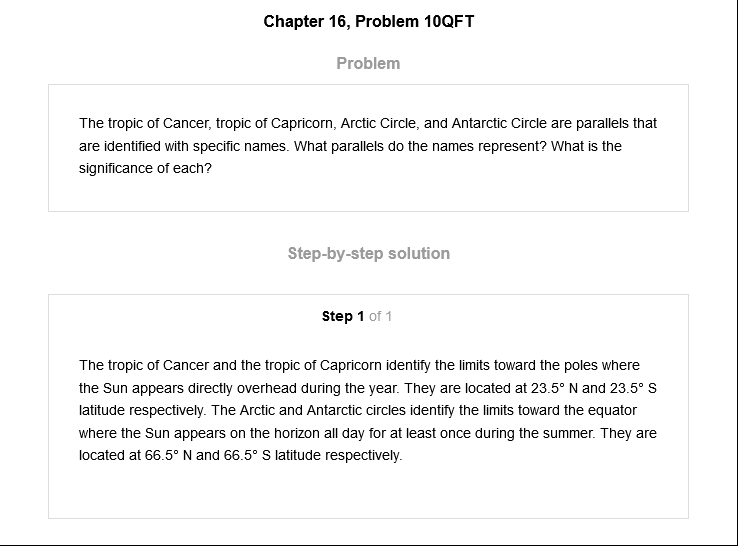 Chapter 16, Problem 10QFT
Problem
The tropic of Cancer, tropic of Capricorn, Arctic Circle, and Antarctic Circle are parallels that
are identified with specific names. What parallels do the names represent? What is the
significance of each?
Step-by-step solution
Step 1 of 1
The tropic of Cancer and the tropic of Capricorn identify the limits toward the poles where
the Sun appears directly overhead during the year. They are located at 23.5° N and 23.5° S
latitude respectively. The Arctic and Antarctic circles identify the limits toward the equator
where the Sun appears on the horizon all day for at least once during the summer. They are
located at 66.5° N and 66.5° S latitude respectively.